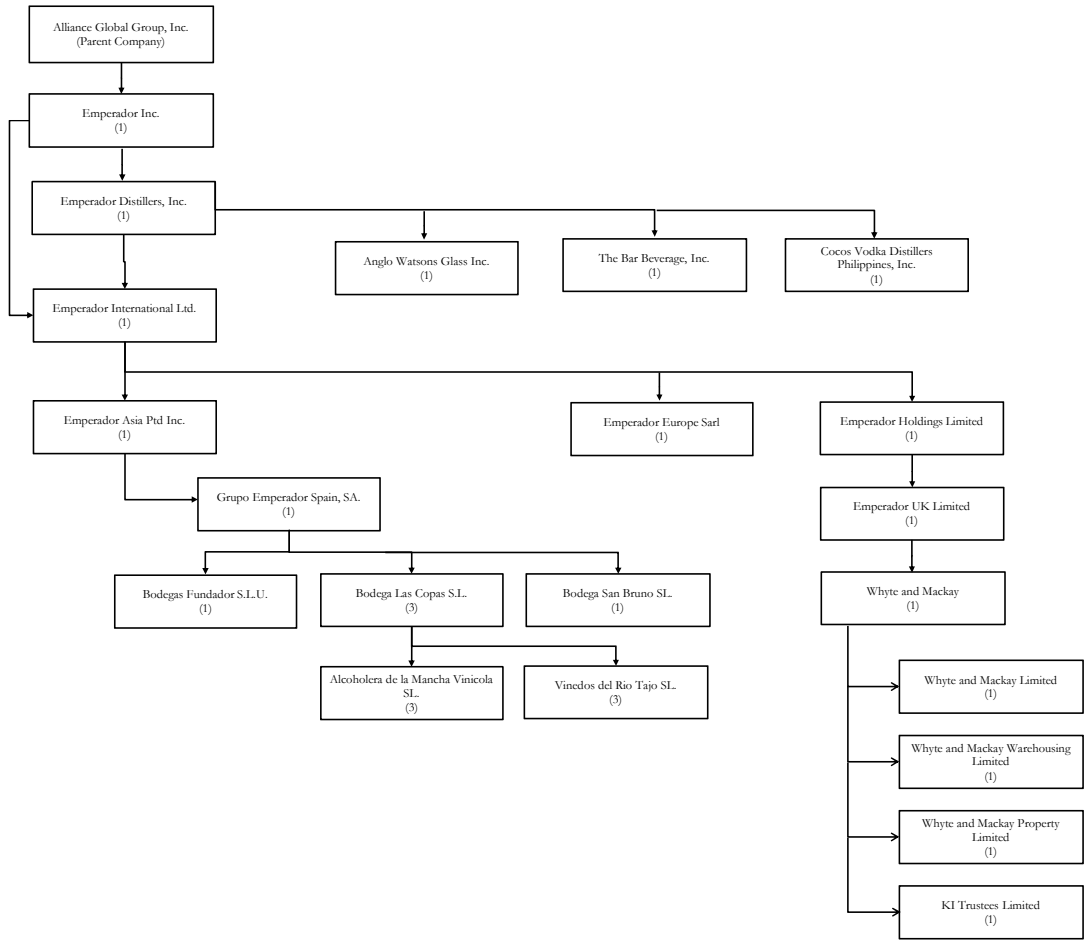 Alliance Global Group, Inc.
(Parent Company)
Emperador Inc.
(1)
Emperador Distillers, Inc.
(1)
Anglo Watsons Glass Inc.
(1)
The Bar Beverage, Inc.
(1)
Cocos Vodka Distillers
Philippines, Inc.
(1)
Emperador International Ltd.
(1)
Emperador Asia Ptd Inc.
(1)
Emperador Europe Sarl
(1)
Emperador Holdings Limited
(1)
Grupo Emperador Spain, SA.
(1)
Emperador UK Limited
(1)
Bodegas Fundador S.L.U.
(1)
Bodega Las Copas S.L.
(3)
Bodega San Bruno SL.
(1)
Whyte and Mackay
(1)
Alcoholera de la Mancha Vinicola
SL.
(3)
Vinedos del Rio Tajo SL.
(3)
Whyte and Mackay Limited
(1)
Whyte and Mackay Warehousing
Limited
(1)
Whyte and Mackay Property
Limited
(1)
KI Trustees Limited
(1)